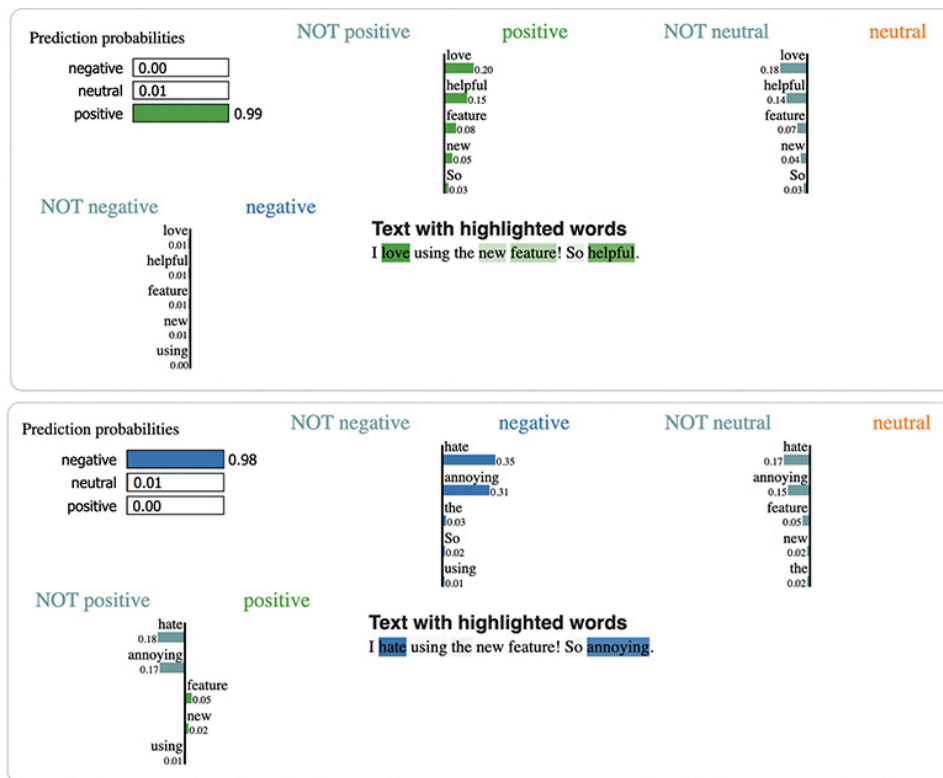 NOT positive positive NOT neutral neutral
Prediction probabilities
negative 0.00
neutral 0.01
positive 0.99
love
0.20
helpful
0.15
feature
0.08
new
0.05
So
0.03
love
0.18
helpful
0.14
feature
0.07
new
0.04
So
0.03
NOT negative negative
love
0.01
helpful
0.01
feature
0.01
new
0.01
using
0.00
Text with highlighted words
I love using the new feature! So helpful.
NOT negative negative NOT neutral neutral
Prediction probabilities
negative 0.98
neutral 0.01
positive 0.00
hate
0.35
annoying
0.31
the
0.03
So
0.02
using
0.01
hate
0.17
annoying
0.15
feature
0.05
new
0.02
the
0.02
NOT positive positive
hate
0.18
annoying
0.17
feature
0.05
new
0.02
using
0.01
Text with highlighted words
I hate using the new feature! So annoying.